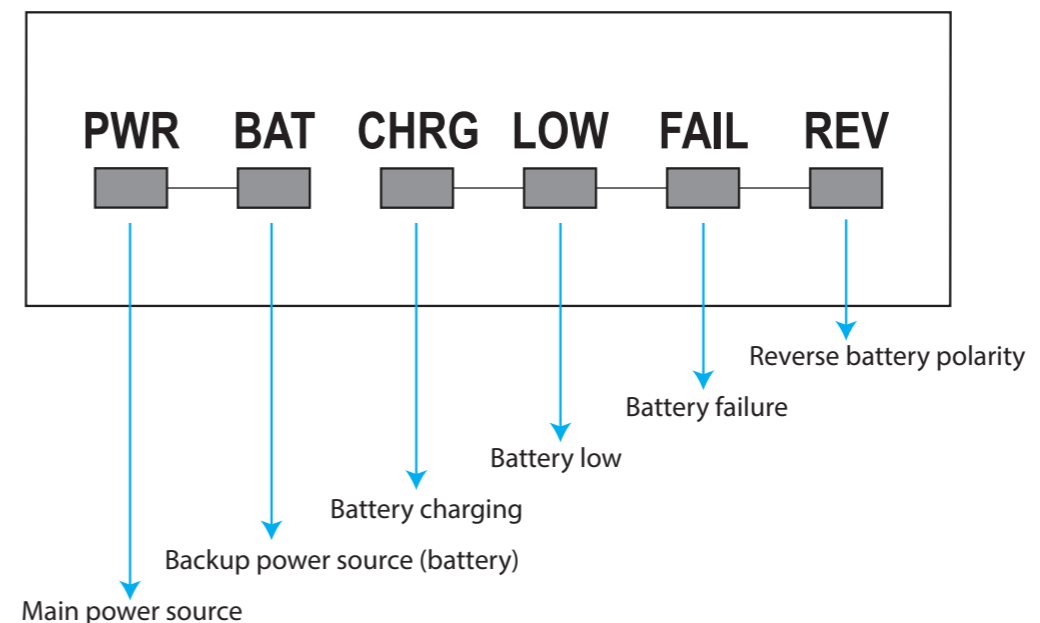 PWR BAT CHRG LOW FAIL REV
Reverse battery polarity
Battery failure
Battery low
Battery charging
Backup power source (battery)
Main power source